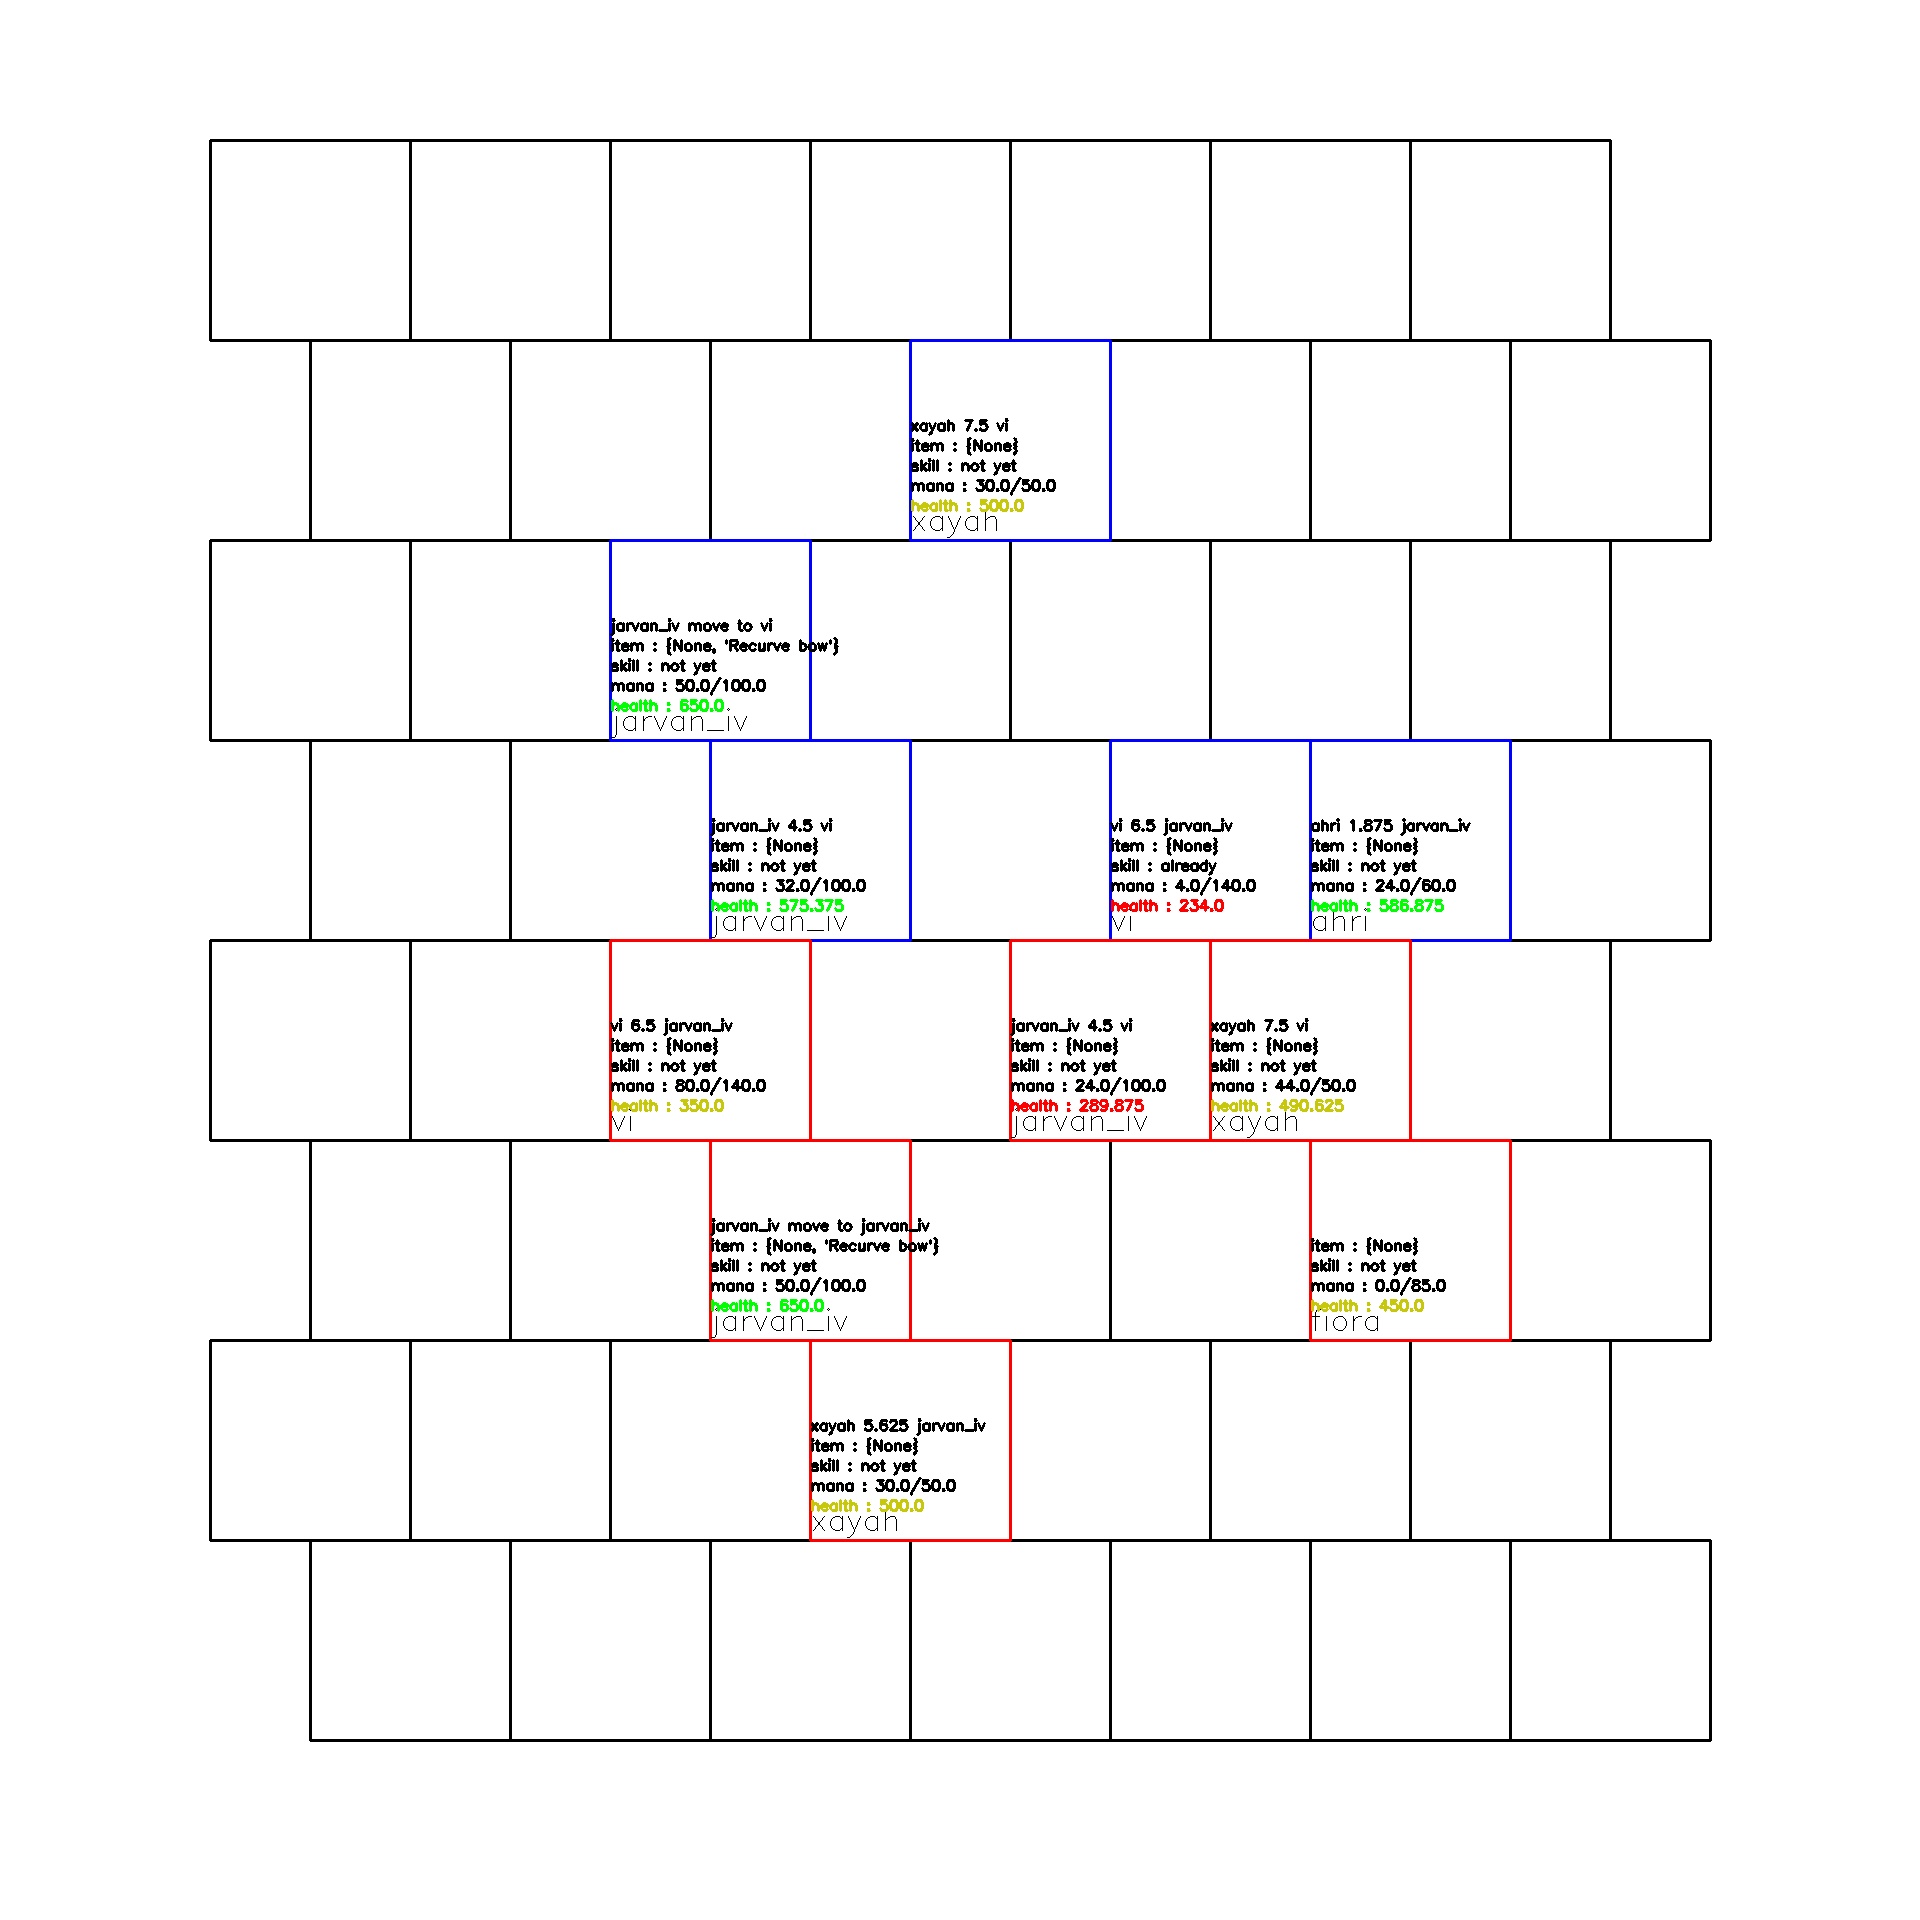 xayah 7.5 vi
item : {None}
skill : not yet
mana : 30.0/50.0
health : 500.0
xayah
jarvan_iv move to vi
item : {None, 'Recurve bow'}
skill : not yet
mana : 50.0/100.0
health : 650.0
jarvan_iv
jarvan_iv 4.5 vi
item : {None}
skill : not yet
mana : 32.0/100.0
health : 575.375
jarvan_iv
vi 6.5 jarvan_iv
item : {None}
skill : already
mana : 4.0/140.0
health : 234.0
vi
ahri 1.875 jarvan_iv
item : {None}
skill : not yet
mana : 24.0/60.0
health : 586.875
ahri
vi 6.5 jarvan_iv
item : {None}
skill : not yet
mana : 80.0/140.0
health : 350.0
vi
jarvan_iv 4.5 vi
item : {None}
skill : not yet
mana : 24.0/100.0
health : 289.875
jarvan_iv
xayah 7.5 vi
item : {None}
skill : not yet
mana : 44.0/50.0
health : 490.625
xayah
jarvan_iv move to jarvan_iv
item : {None, 'Recurve bow'}
skill : not yet
mana : 50.0/100.0
health : 650.0
jarvan_iv
item : {None}
skill : not yet
mana : 0.0/85.0
health : 450.0
fiora
xayah 5.625 jarvan_iv
item : {None}
skill : not yet
mana : 30.0/50.0
health : 500.0
xayah